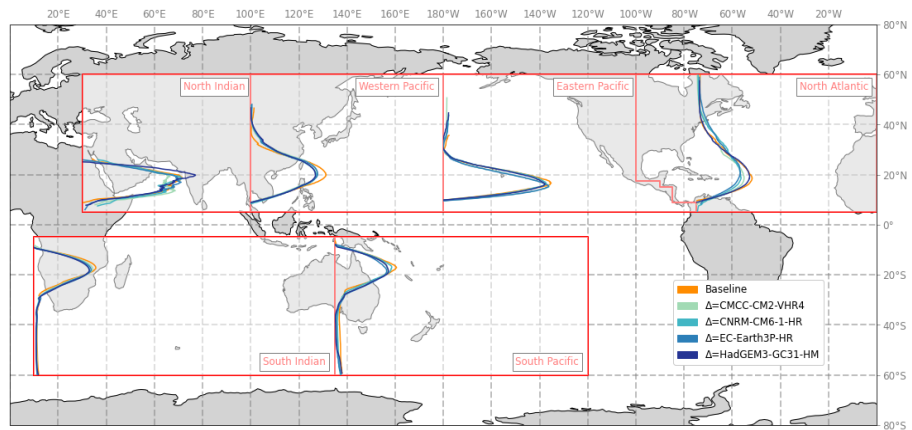 20°E 40°E 60°E 80°E 100°E 120°E 140°E 160°E 180° 160°W 140°W 120°W 100°W 80°W 60°W 40°W 20°W 80°N
60°N
North Indian Western Pacific Eastern Pacific North Atlantic
40°N
20°N
0°
20°S
Baseline
Δ=CMCC-CM2-VHR4
Δ=CNRM-CM6-1-HR
Δ=EC-Earth3P-HR
Δ=HadGEM3-GC31-HM
40°S
South Indian South Pacific
60°S
80°S